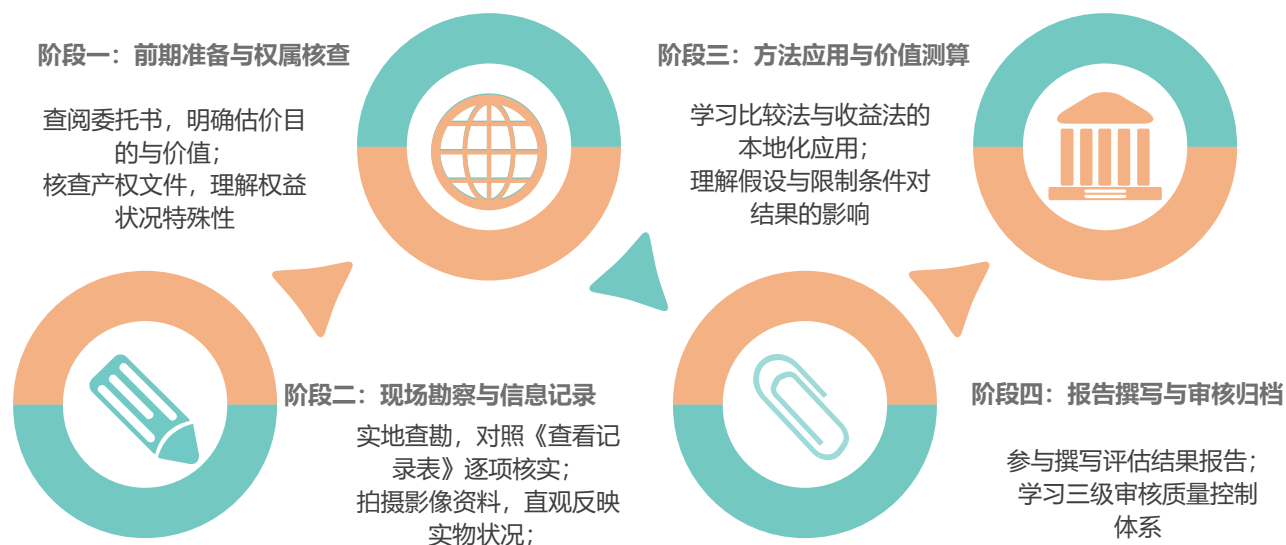 阶段一：前期准备与权属核查
查阅委托书，明确估价目
的与价值；
核查产权文件，理解权益
状况特殊性
阶段二：现场勘察与信息记录
实地查勘，对照《查看记
录表》逐项核实；
拍摄影像资料，直观反映
实物状况；
阶段三：方法应用与价值测算
学习比较法与收益法的
本地化应用；
理解假设与限制条件对
结果的影响
阶段四：报告撰写与审核归档
参与撰写评估结果报告；
学习三级审核质量控制
体系